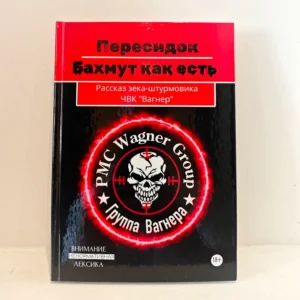 Пересидок
Бахмут как есть
Рассказ зека-штурмовика
ЧВК "Вагнер"
PMC Wagner Group
Группа Вагнера
ВНИМАНИЕ
НЕНОРМАТИВНАЯ
ЛЕКСИКА
18+